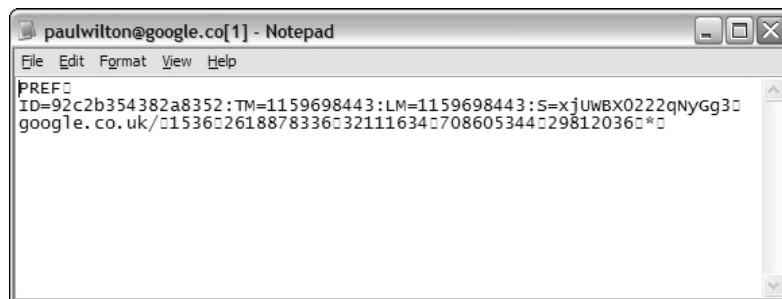 paulwilton@google.co[1] - Notepad
File Edit Format View Help
PREF▯
ID=92c2b354382a8352:TM=1159698443:LM=1159698443:S=xjUWBX0222qNyGg3▯
google.co.uk/▯1536▯2618878336▯32111634▯708605344▯29812036▯*▯